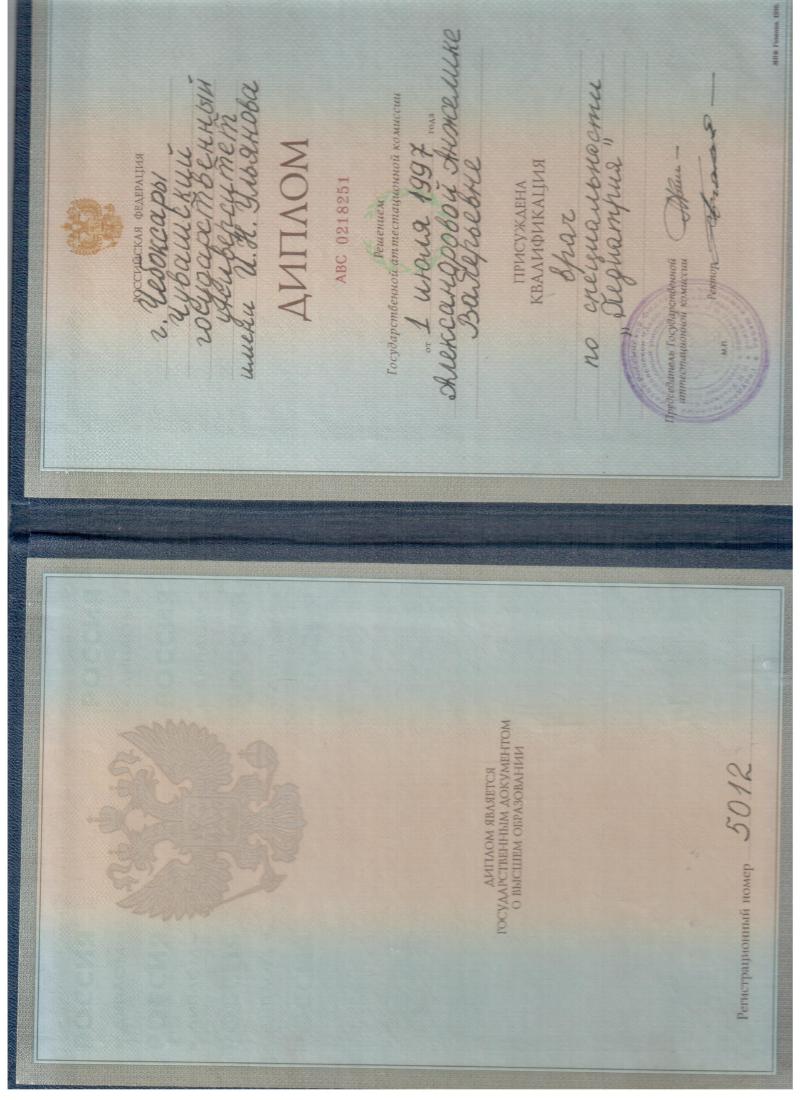 ДИПЛОМ ЯВЛЯЕТСЯ
ГОСУДАРСТВЕННЫМ ДОКУМЕНТОМ
О ВЫСШЕМ ОБРАЗОВАНИИ
Регистрационный номер 5012
РОССИЙСКАЯ ФЕДЕРАЦИЯ
г. Чебоксары
Чувашский
государственный
университет
имени И.Н. Ульянова
ДИПЛОМ
АВС 0218251
Решением
Государственной аттестационной комиссии
от 1 июля 1997 года
Александровой Анжелике
Валерьевне
ПРИСУЖДЕНА
КВАЛИФИКАЦИЯ
врач
по специальности
„Педиатрия"
Председатель Государственной
аттестационной комиссии
Ректор
М.П.